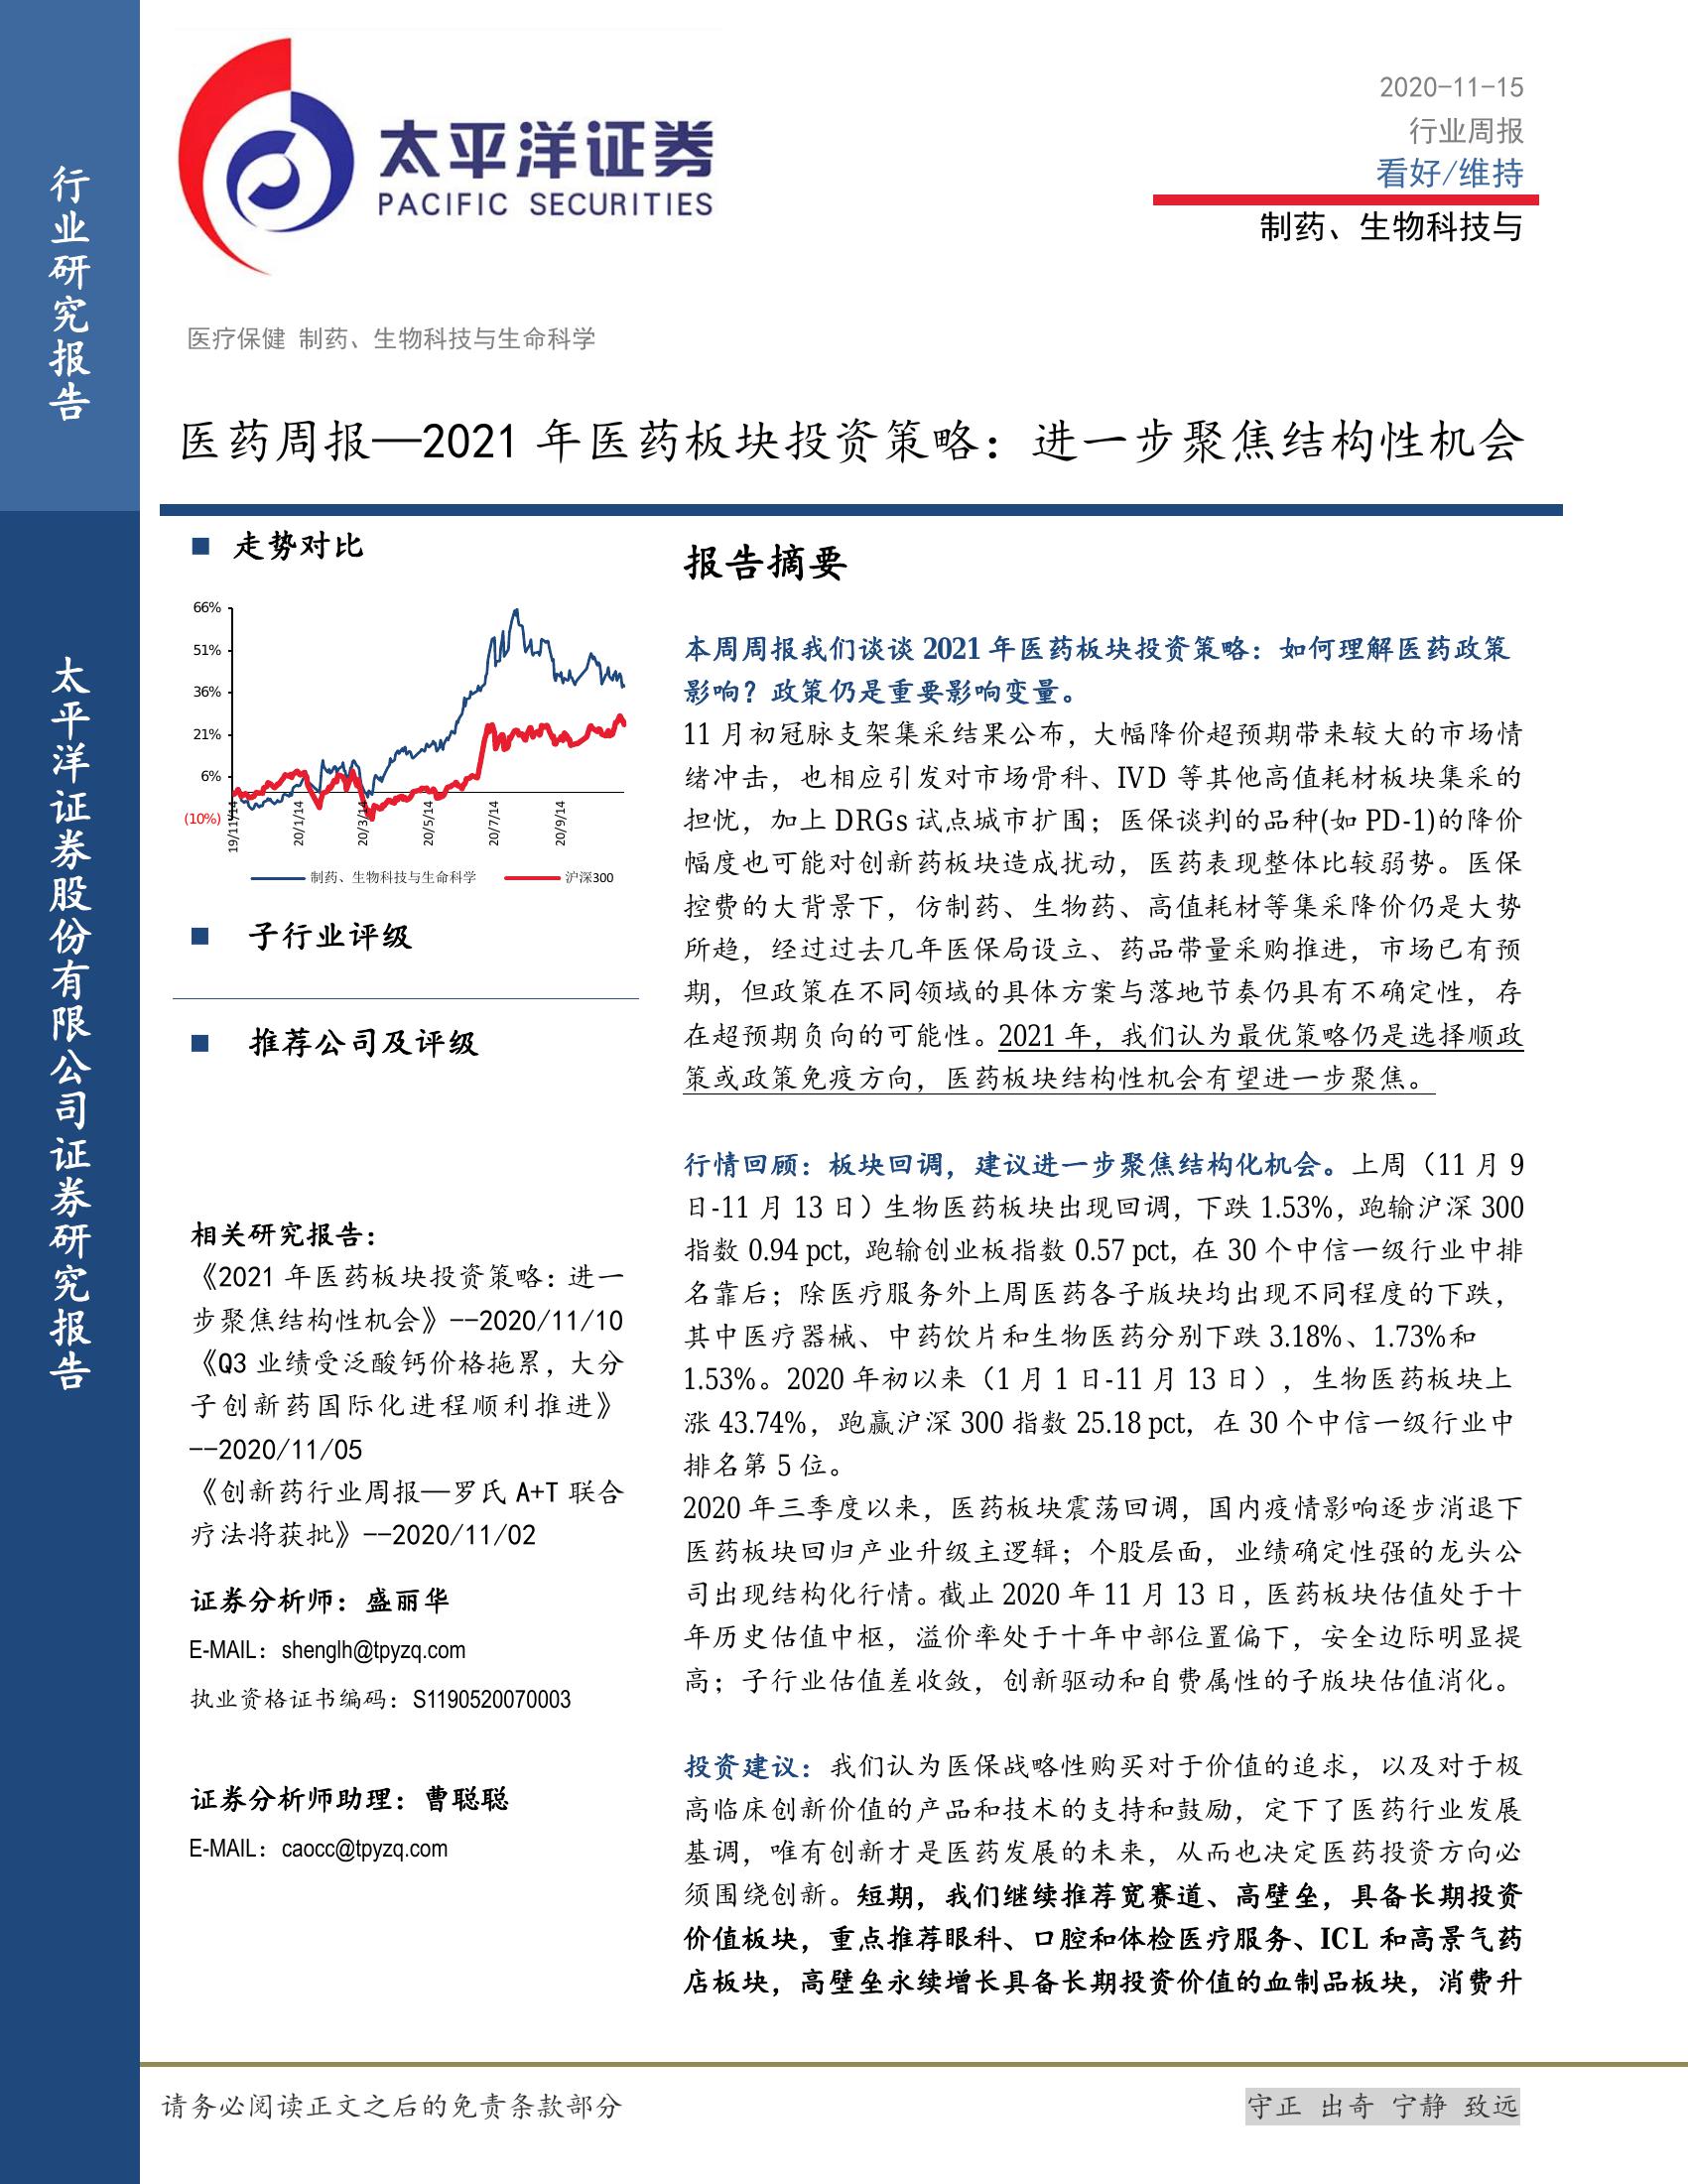 行业研究报告
太平洋证券股份有限公司证券研究报告
太平洋证券
PACIFIC SECURITIES
2020-11-15
行业周报
看好/维持
制药、生物科技与
医疗保健 制药、生物科技与生命科学
医药周报—2021 年医药板块投资策略：进一步聚焦结构性机会
■ 走势对比
66%
51%
36%
21%
6%
(10%)
19/11/14
20/1/14
20/3/14
20/5/14
20/7/14
20/9/14
制药、生物科技与生命科学 沪深300
■ 子行业评级
■ 推荐公司及评级
相关研究报告：
《2021 年医药板块投资策略：进一
步聚焦结构性机会》--2020/11/10
《Q3 业绩受泛酸钙价格拖累，大分
子创新药国际化进程顺利推进》
--2020/11/05
《创新药行业周报—罗氏 A+T 联合
疗法将获批》--2020/11/02
证券分析师：盛丽华
E-MAIL：shenglh@tpyzq.com
执业资格证书编码：S1190520070003
证券分析师助理：曹聪聪
E-MAIL：caocc@tpyzq.com
报告摘要
本周周报我们谈谈 2021 年医药板块投资策略：如何理解医药政策
影响？政策仍是重要影响变量。
11 月初冠脉支架集采结果公布，大幅降价超预期带来较大的市场情
绪冲击，也相应引发对市场骨科、IVD 等其他高值耗材板块集采的
担忧，加上 DRGs 试点城市扩围；医保谈判的品种(如 PD-1)的降价
幅度也可能对创新药板块造成扰动，医药表现整体比较弱势。医保
控费的大背景下，仿制药、生物药、高值耗材等集采降价仍是大势
所趋，经过过去几年医保局设立、药品带量采购推进，市场已有预
期，但政策在不同领域的具体方案与落地节奏仍具有不确定性，存
在超预期负向的可能性。2021 年，我们认为最优策略仍是选择顺政
策或政策免疫方向，医药板块结构性机会有望进一步聚焦。
行情回顾：板块回调，建议进一步聚焦结构化机会。上周（11 月 9
日-11 月 13 日）生物医药板块出现回调，下跌 1.53%，跑输沪深 300
指数 0.94 pct，跑输创业板指数 0.57 pct，在 30 个中信一级行业中排
名靠后；除医疗服务外上周医药各子版块均出现不同程度的下跌，
其中医疗器械、中药饮片和生物医药分别下跌 3.18%、1.73%和
1.53%。2020 年初以来（1 月 1 日-11 月 13 日），生物医药板块上
涨 43.74%，跑赢沪深 300 指数 25.18 pct，在 30 个中信一级行业中
排名第 5 位。
2020 年三季度以来，医药板块震荡回调，国内疫情影响逐步消退下
医药板块回归产业升级主逻辑；个股层面，业绩确定性强的龙头公
司出现结构化行情。截止 2020 年 11 月 13 日，医药板块估值处于十
年历史估值中枢，溢价率处于十年中部位置偏下，安全边际明显提
高；子行业估值差收敛，创新驱动和自费属性的子版块估值消化。
投资建议：我们认为医保战略性购买对于价值的追求，以及对于极
高临床创新价值的产品和技术的支持和鼓励，定下了医药行业发展
基调，唯有创新才是医药发展的未来，从而也决定医药投资方向必
须围绕创新。短期，我们继续推荐宽赛道、高壁垒，具备长期投资
价值板块，重点推荐眼科、口腔和体检医疗服务、ICL 和高景气药
店板块，高壁垒永续增长具备长期投资价值的血制品板块，消费升
请务必阅读正文之后的免责条款部分
守正 出奇 宁静 致远